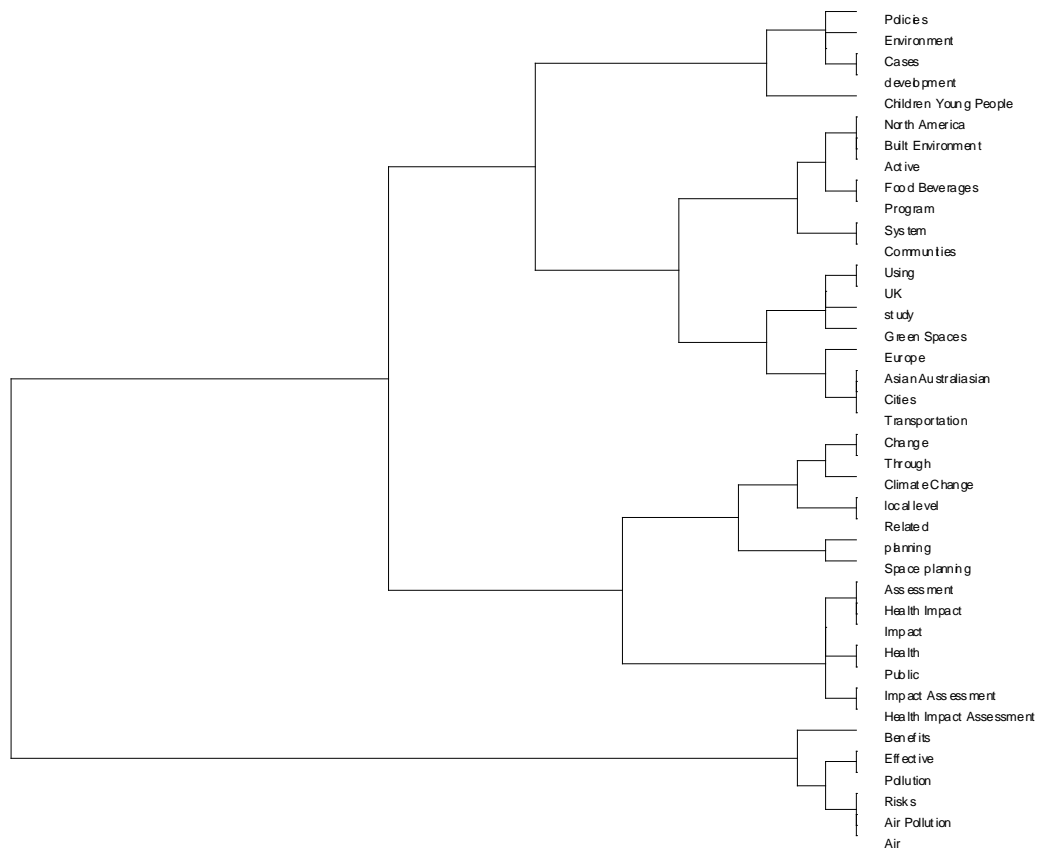 Policies
Environment
Cases
development
Children Young People
North America
Built Environment
Active
Food Beverages
Program
System
Communities
Using
UK
study
Green Spaces
Europe
Asian Australiasian
Cities
Transportation
Change
Through
Climate Change
local level
Related
planning
Space planning
Assessment
Health Impact
Impact
Health
Public
Impact Assessment
Health Impact Assessment
Benefits
Effective
Pollution
Risks
Air Pollution
Air